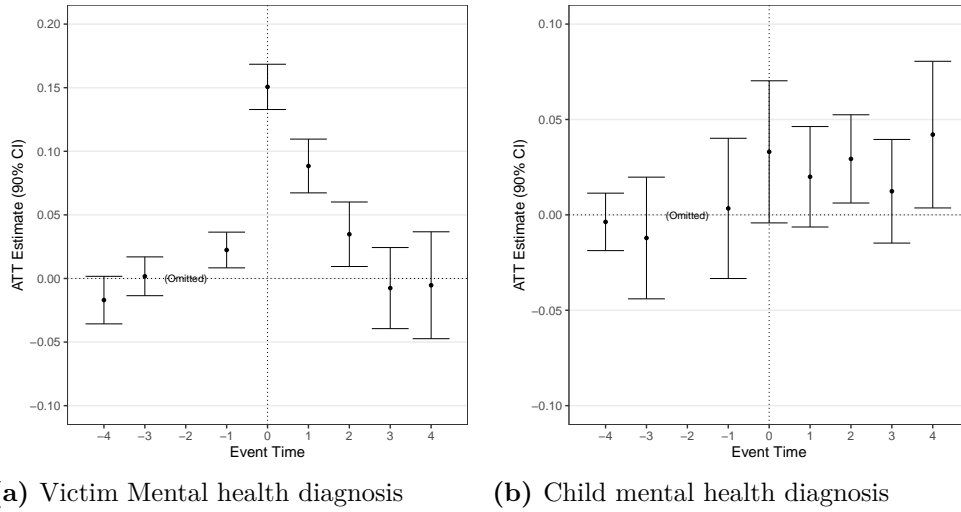 0.20
0.15
0.10
0.05
0.00
−0.05
−0.10
ATT Estimate (90% CI)
(Omitted)
−4 −3 −2 −1 0 1 2 3 4
Event Time
a) Victim Mental health diagnosis
0.10
0.05
0.00
−0.05
−0.10
ATT Estimate (90% CI)
(Omitted)
−4 −3 −2 −1 0 1 2 3 4
Event Time
(b) Child mental health diagnosis